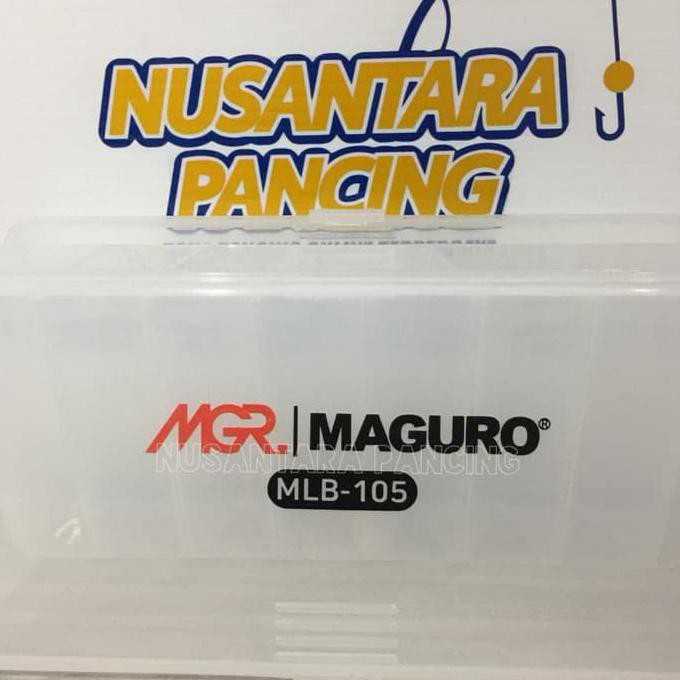 NUSANTARA
PANCING
MGR. | MAGURO®
NUSANTARA PANCING
MLB-105